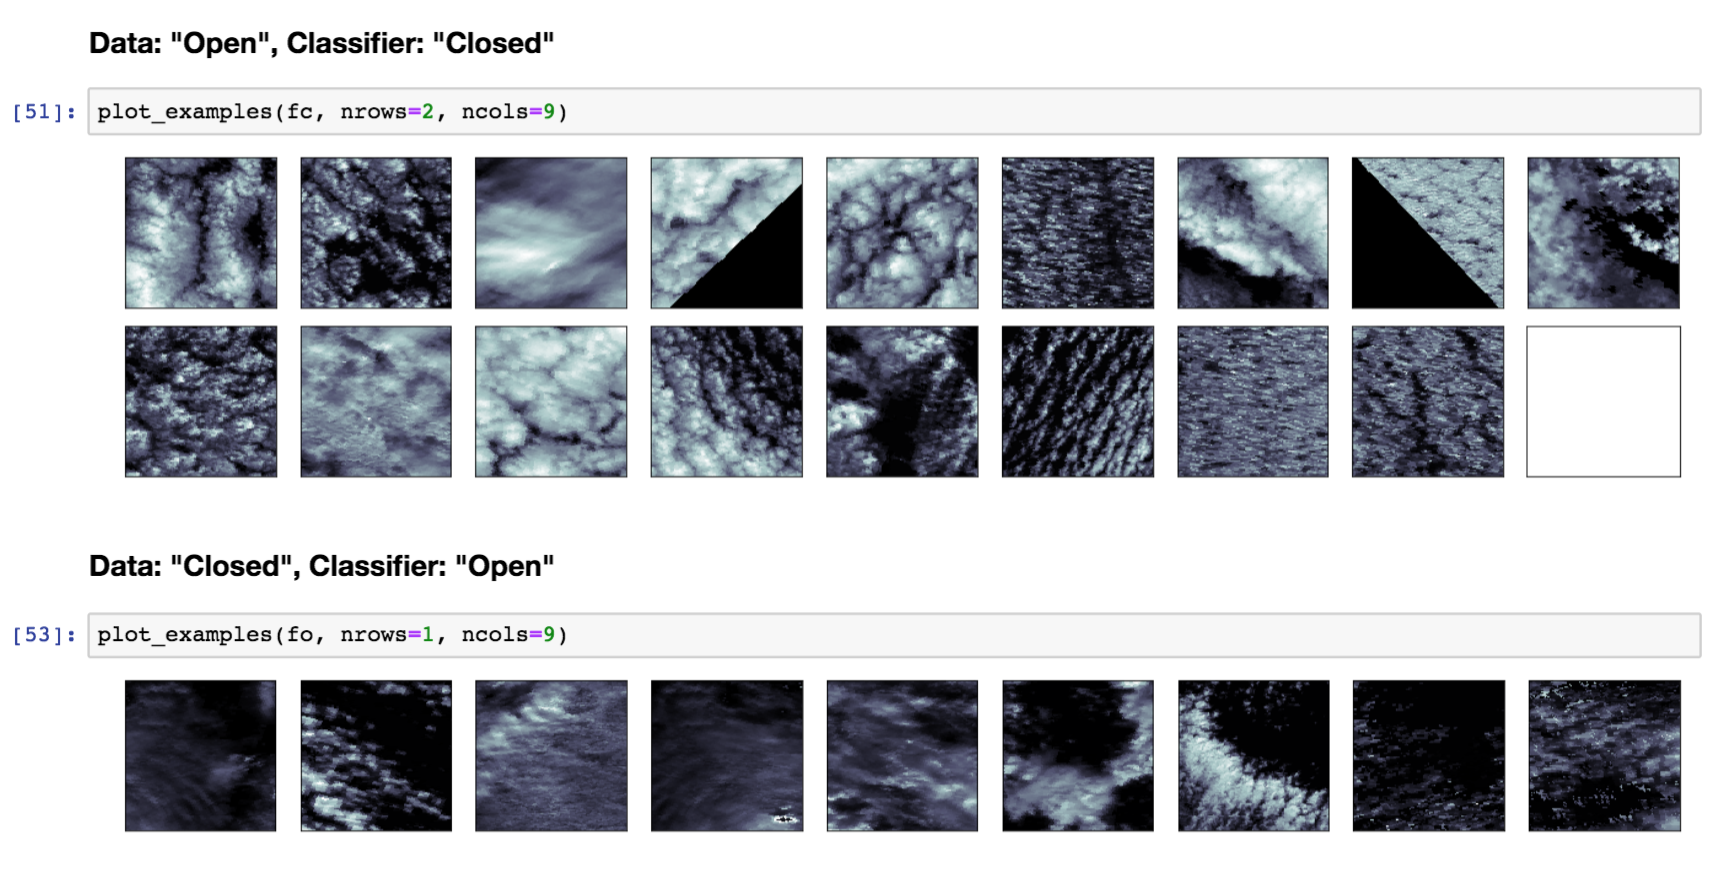 Data: "Open", Classifier: "Closed"
[51]: plot_examples(fc, nrows=2, ncols=9)
Data: "Closed", Classifier: "Open"
[53]: plot_examples(fo, nrows=1, ncols=9)